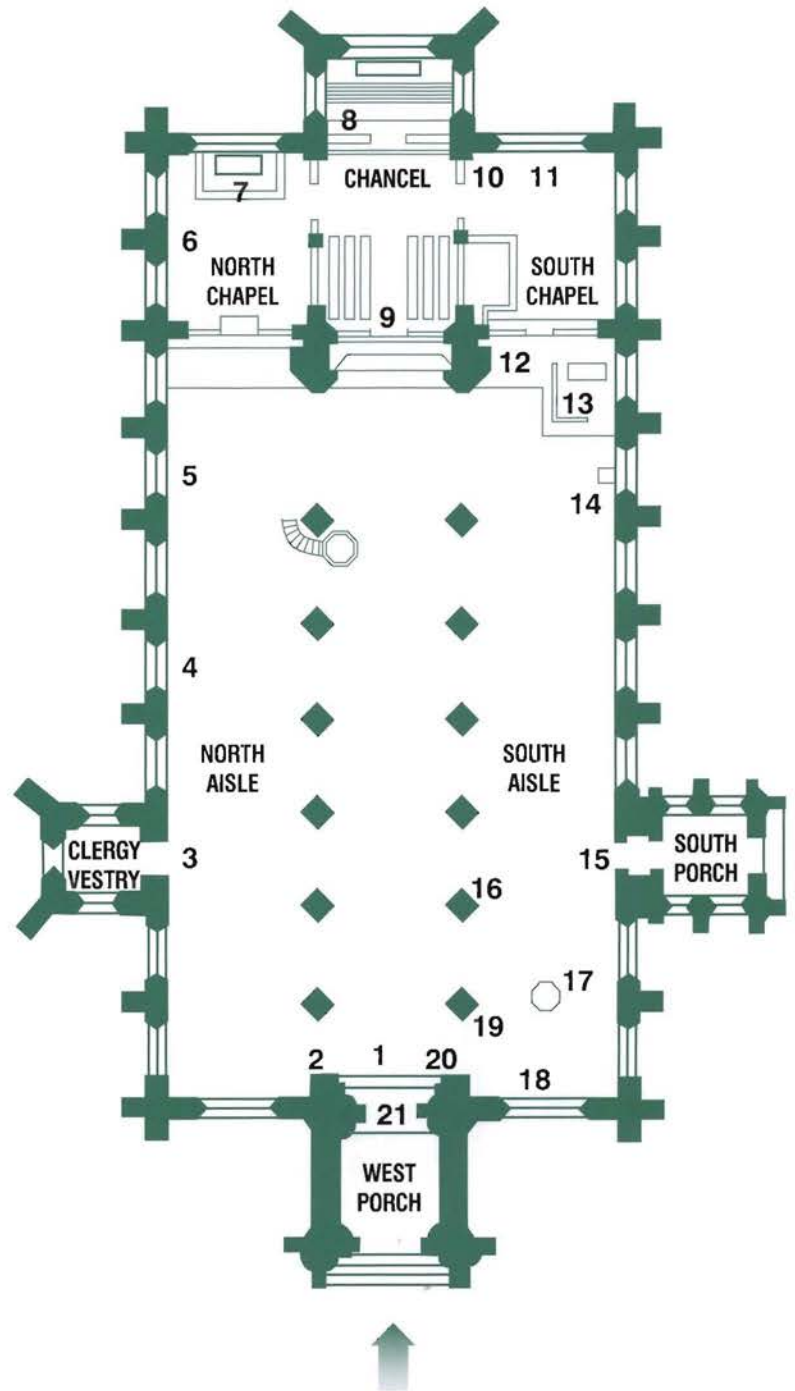 8
CHANCEL
10
11
7
6
NORTH
CHAPEL
SOUTH
CHAPEL
9
12
13
5
14
4
NORTH
AISLE
SOUTH
AISLE
CLERGY
VESTRY
3
15
SOUTH
PORCH
16
17
19
2
1
20
18
21
WEST
PORCH